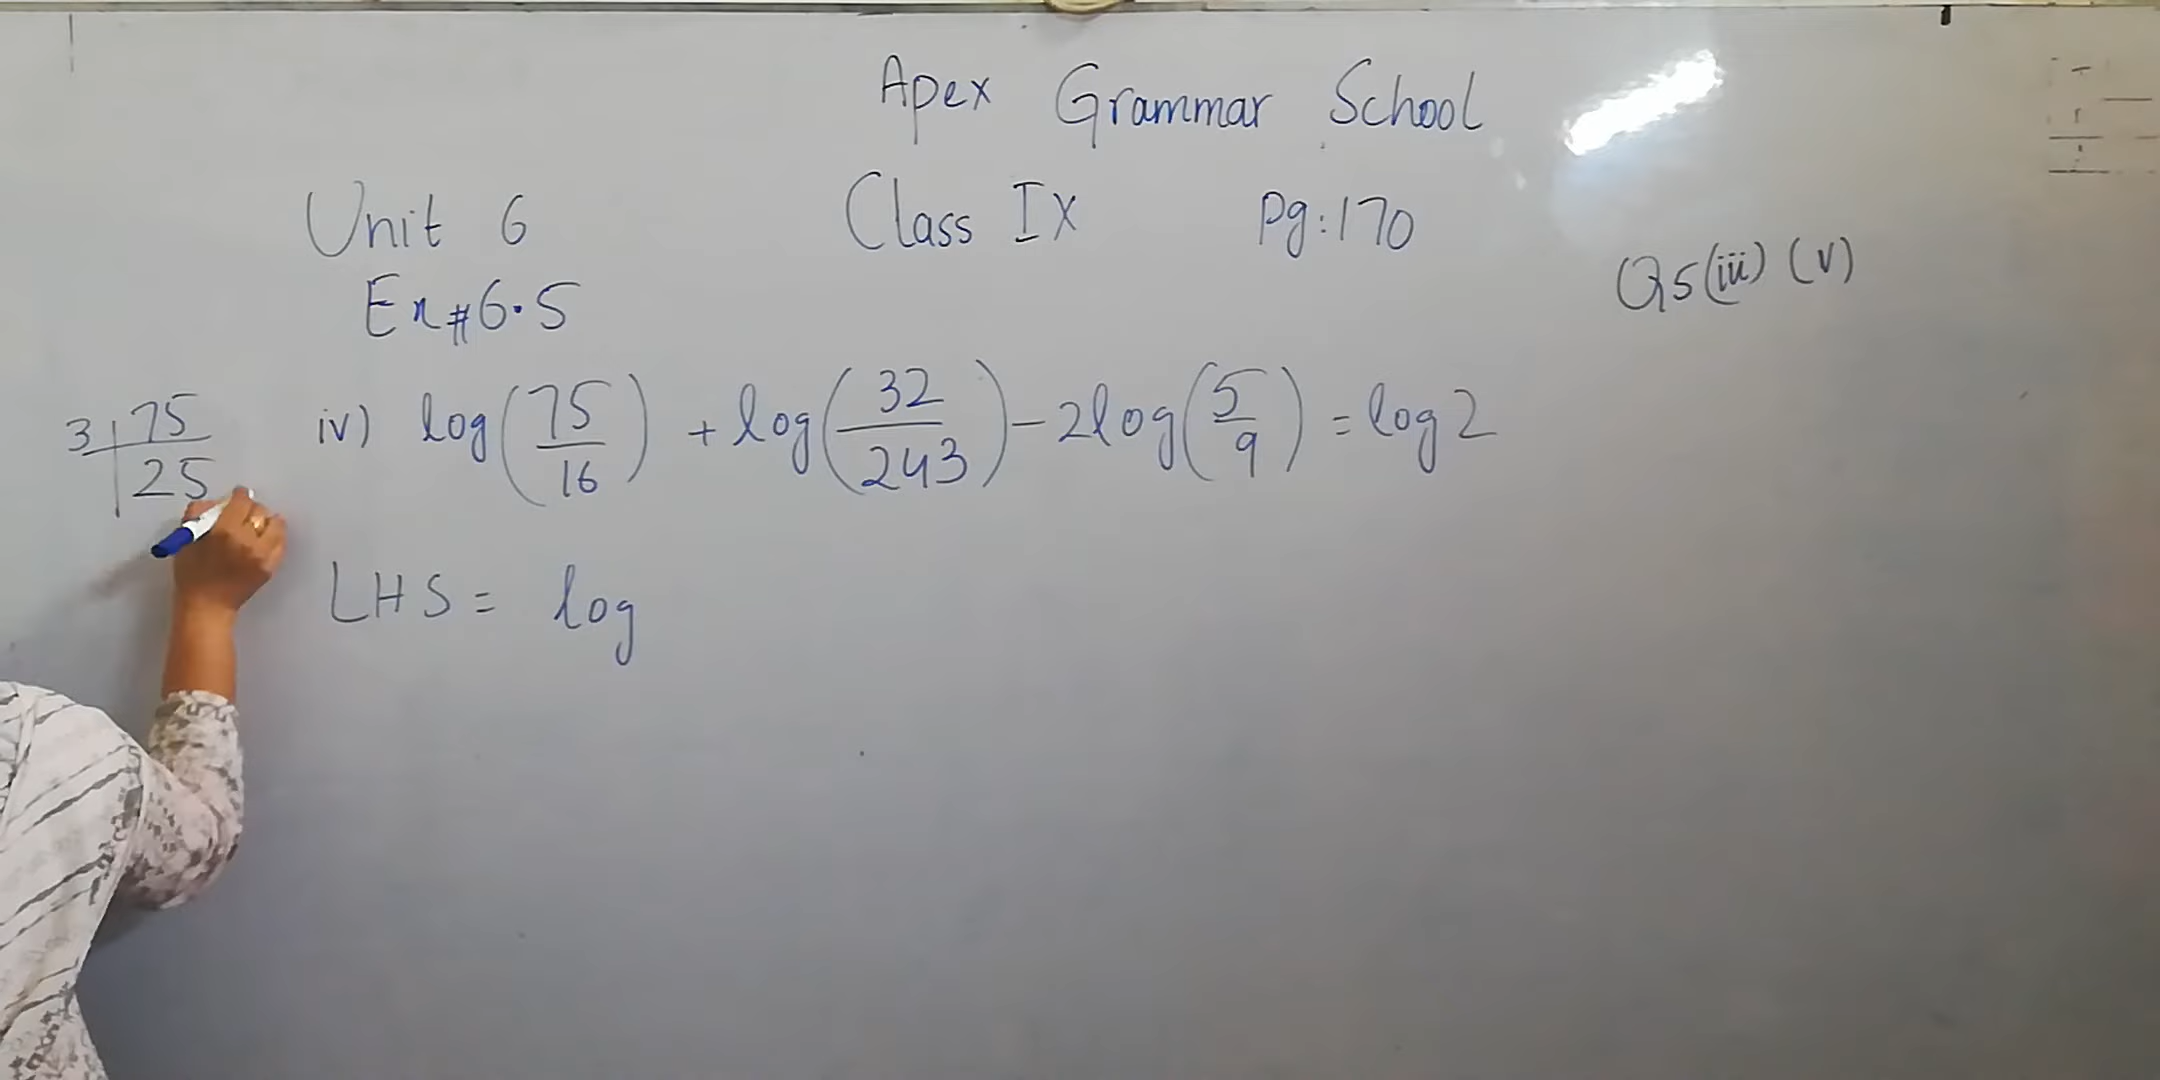 Apex Grammar School
Unit 6 Class IX Pg:170
Ex#6.5
Q5(iii) (v)
iv) log(75/16) + log(32/243) - 2log(5/9) = log 2
3 | 75
25
LHS = log